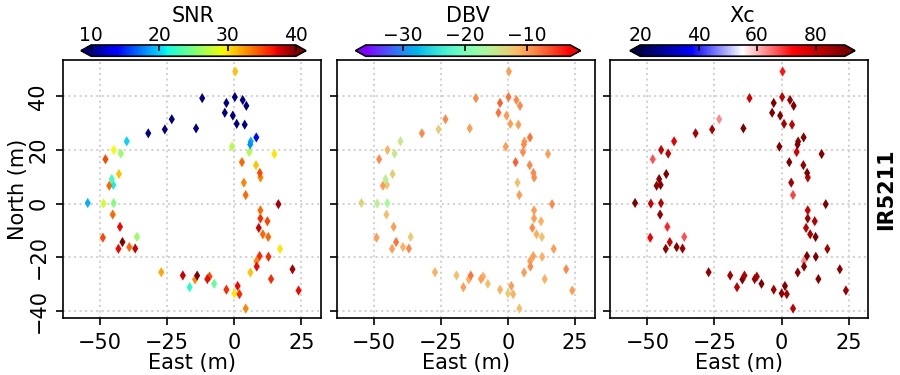 SNR DBV Xc
10 20 30 40 −30 −20 −10 20 40 60 80
40
20
0
−20
−40
North (m)
−50 −25 0 25 −50 −25 0 25 −50 −25 0 25
East (m) East (m) East (m)
IR5211